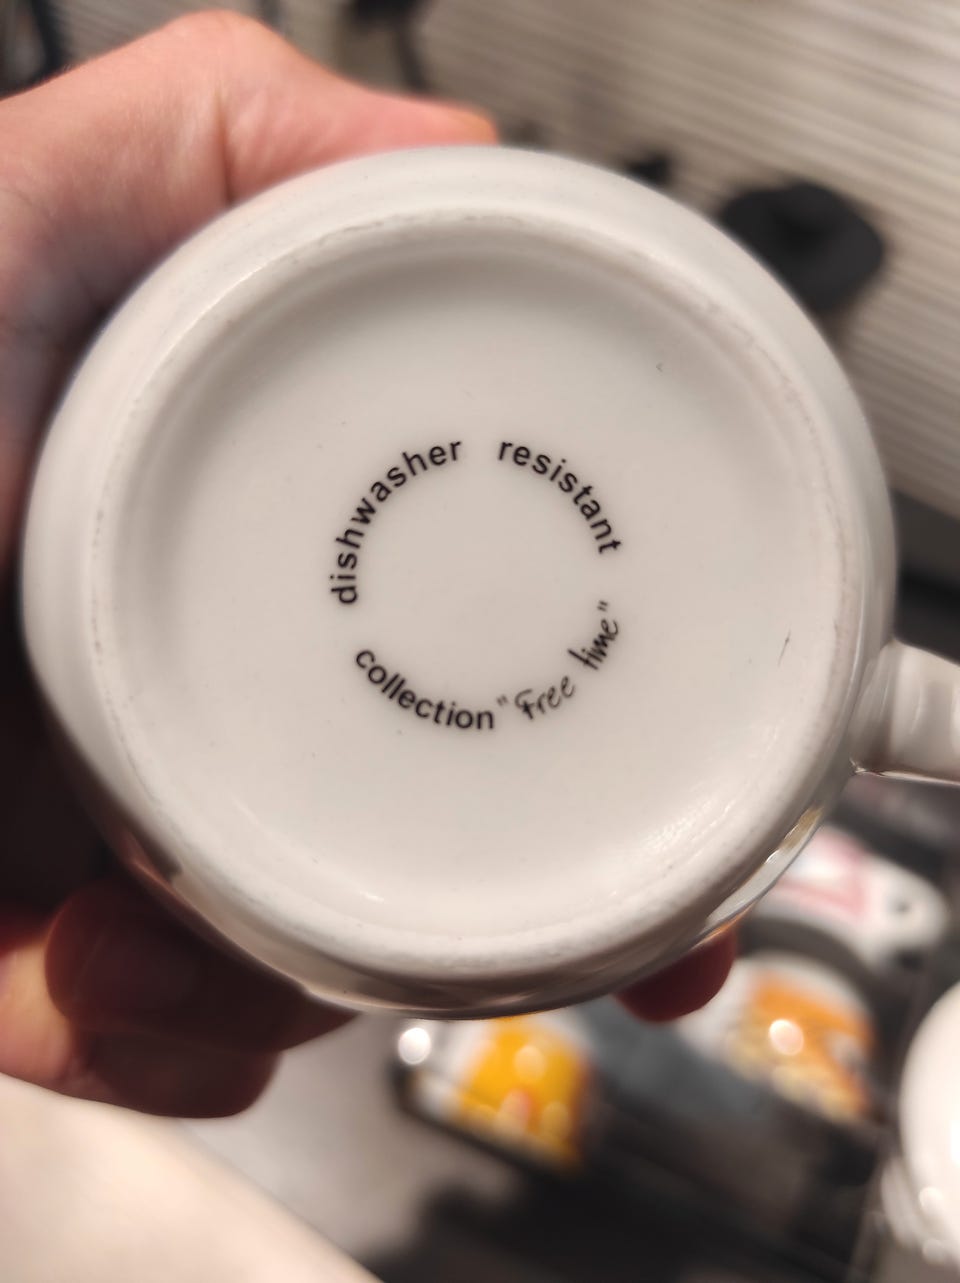 dishwasher resistant
collection "Free time"